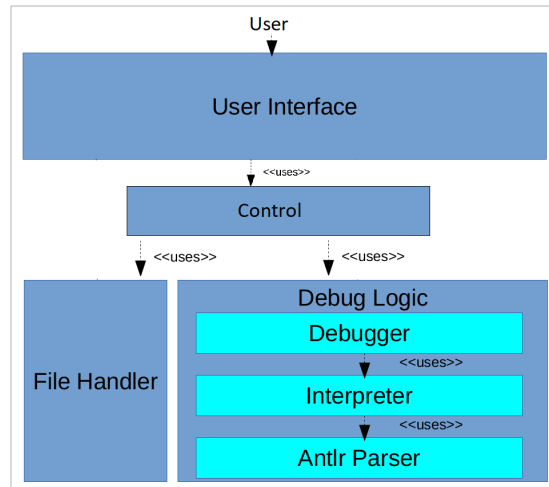 User
User Interface
<<uses>>
Control
<<uses>>
<<uses>>
File Handler
Debug Logic
Debugger
<<uses>>
Interpreter
<<uses>>
Antlr Parser